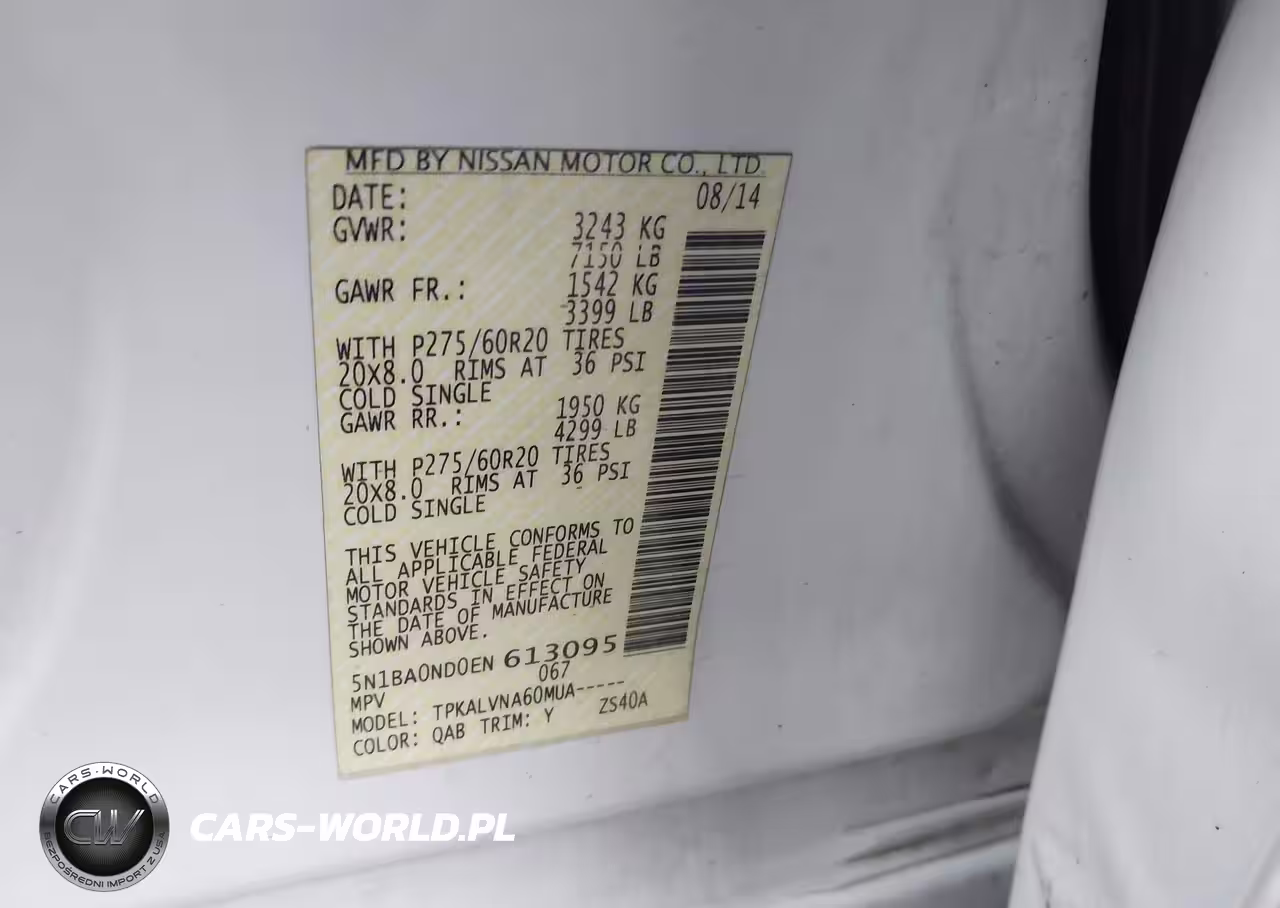 MFD BY NISSAN MOTOR CO., LTD.
DATE: 08/14
GVWR: 3243 KG
7150 LB
GAWR FR.: 1542 KG
3399 LB
WITH P275/60R20 TIRES
20X8.0 RIMS AT 36 PSI
COLD SINGLE
GAWR RR.: 1950 KG
4299 LB
WITH P275/60R20 TIRES
20X8.0 RIMS AT 36 PSI
COLD SINGLE
THIS VEHICLE CONFORMS TO
ALL APPLICABLE FEDERAL
MOTOR VEHICLE SAFETY
STANDARDS IN EFFECT ON
THE DATE OF MANUFACTURE
SHOWN ABOVE.
5N1BA0ND0EN 613095
MPV 067
MODEL: TPKALVNA60MUA-----
COLOR: QAB TRIM: Y ZS40A
CARS-WORLD
CW
BEZPOŚREDNI IMPORT Z USA
CARS-WORLD.PL